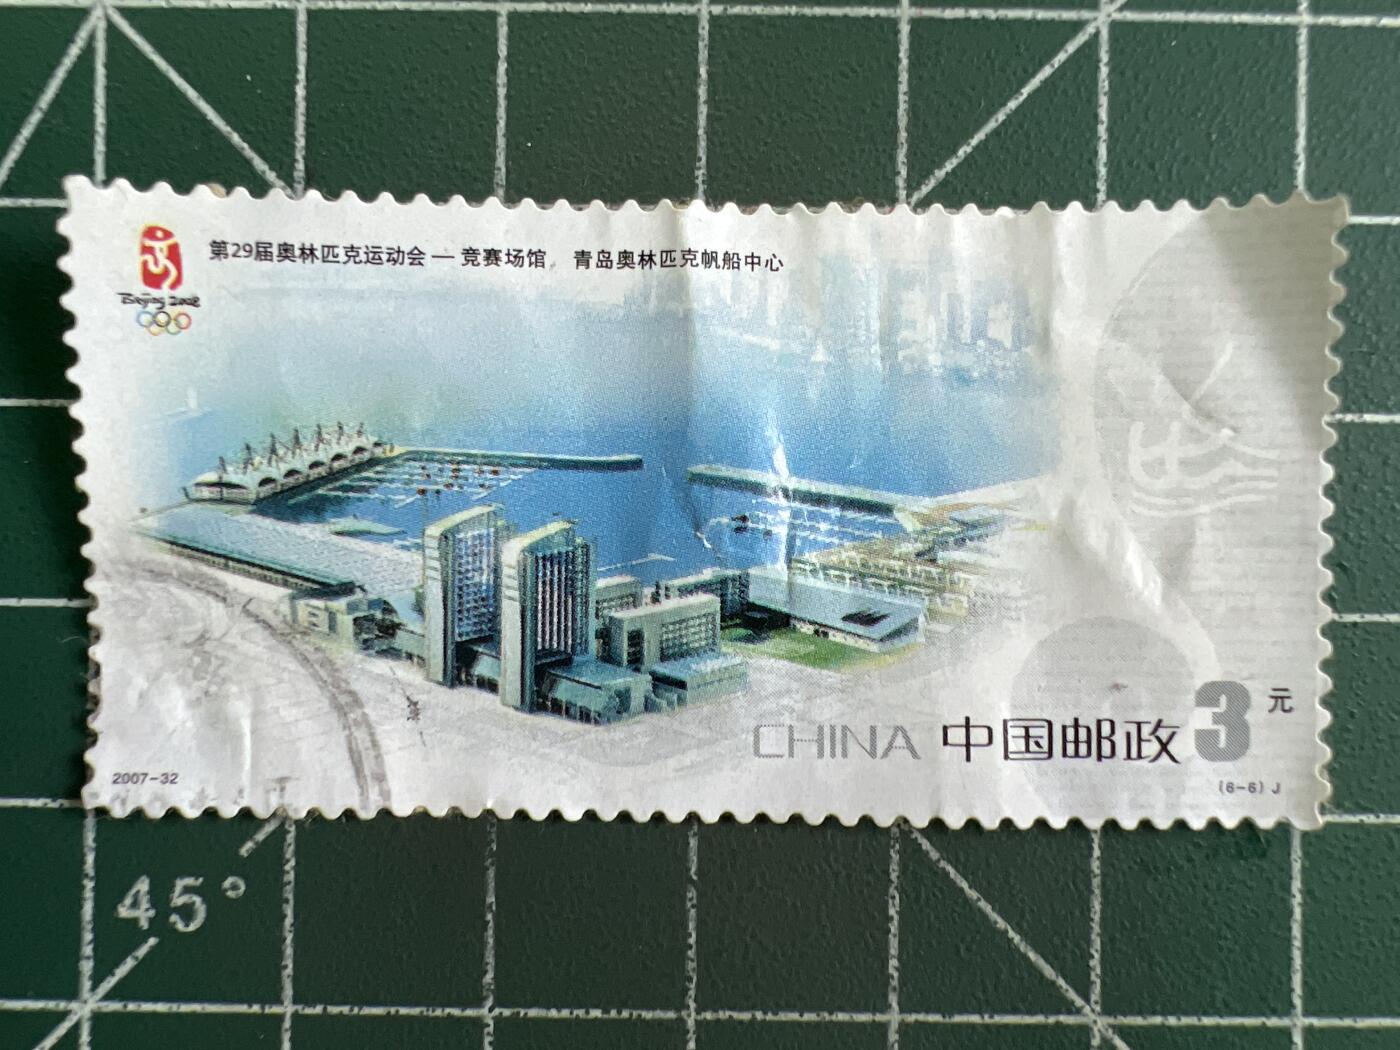 第29届奥林匹克运动会 — 竞赛场馆 青岛奥林匹克帆船中心
Beijing 2008
CHINA 中国邮政 3 元
2007-32
(6-6) J
45°